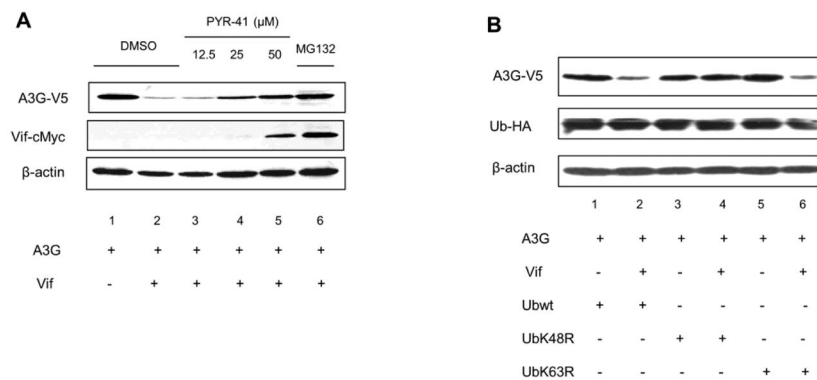 A
PYR-41 (µM)
DMSO
12.5 25 50 MG132
A3G-V5
Vif-cMyc
β-actin
1 2 3 4 5 6
A3G + + + + + +
Vif - + + + + +
B
A3G-V5
Ub-HA
β-actin
1 2 3 4 5 6
A3G + + + + + +
Vif - + - + - +
Ubwt + + - - - -
UbK48R - - + + - -
UbK63R - - - - + +